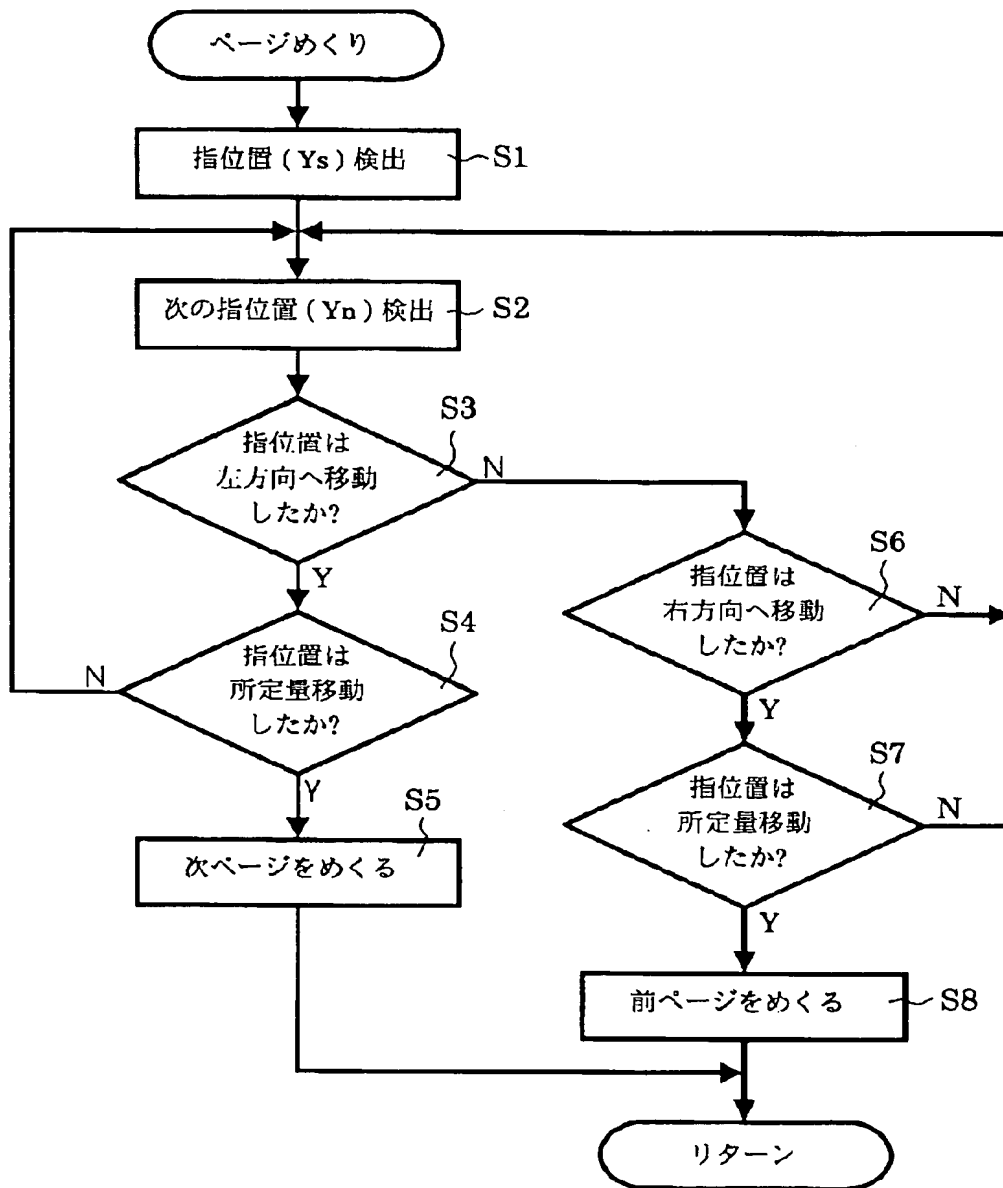 ページめくり
指位置(Ys)検出
S1
次の指位置(Yn)検出
S2
S3
指位置は
左方向へ移動
したか?
N
Y
S4
指位置は
所定量移動
したか?
N
Y
S5
次ページをめくる
S6
指位置は
右方向へ移動
したか?
N
Y
S7
指位置は
所定量移動
したか?
N
Y
前ページをめくる
S8
リターン